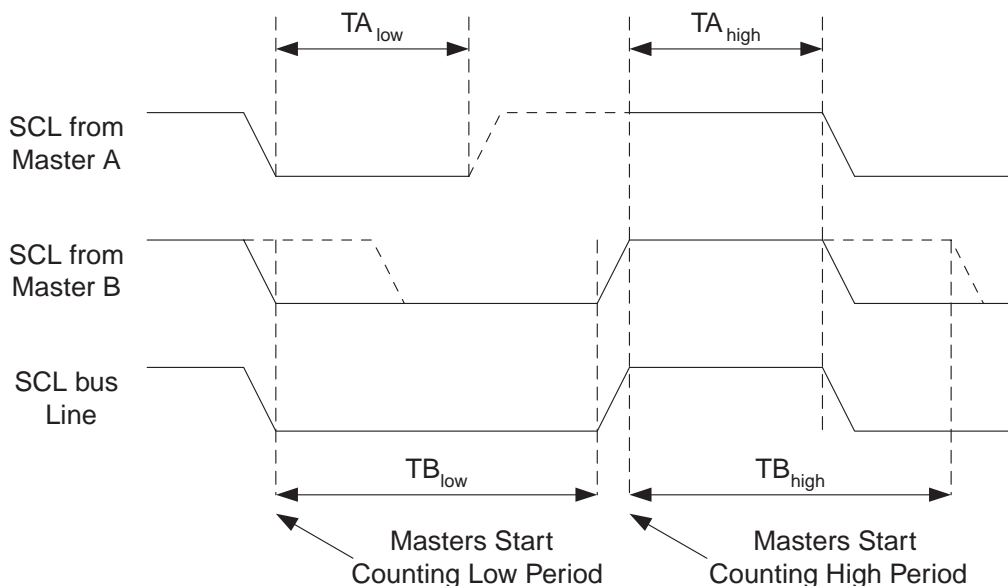 TA low
TA high
SCL from
Master A
SCL from
Master B
SCL bus
Line
TB low
TB high
Masters Start
Counting Low Period
Masters Start
Counting High Period